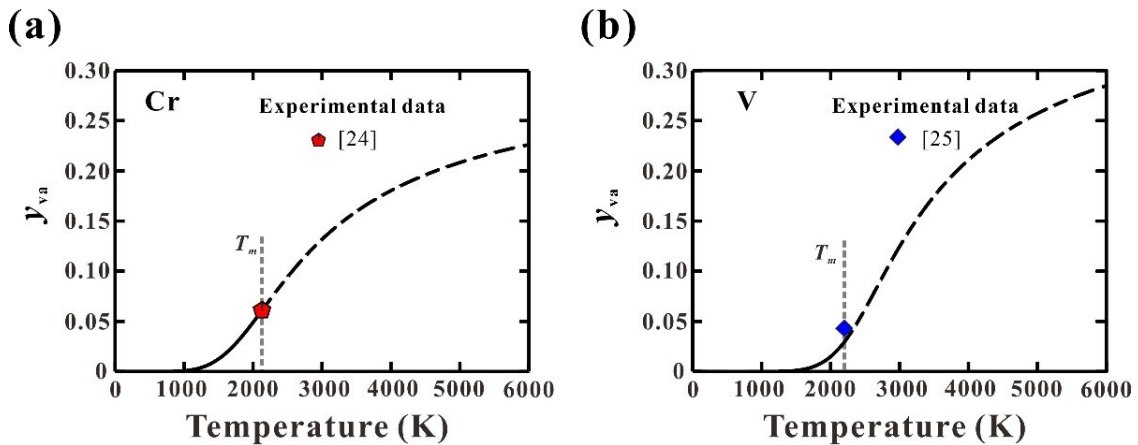 (a)
Cr
Experimental data
[24]
T_m
0.30
0.25
0.20
0.15
0.10
0.05
0
y_va
0 1000 2000 3000 4000 5000 6000
Temperature (K)
(b)
V
Experimental data
[25]
T_m
0.30
0.25
0.20
0.15
0.10
0.05
0
y_va
0 1000 2000 3000 4000 5000 6000
Temperature (K)